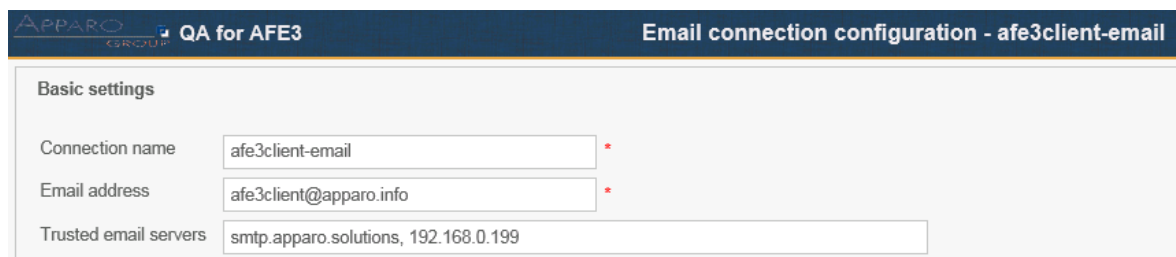 APPARO
GROUP
QA for AFE3
Email connection configuration - afe3client-email
Basic settings
Connection name afe3client-email *
Email address afe3client@apparo.info *
Trusted email servers smtp.apparo.solutions, 192.168.0.199